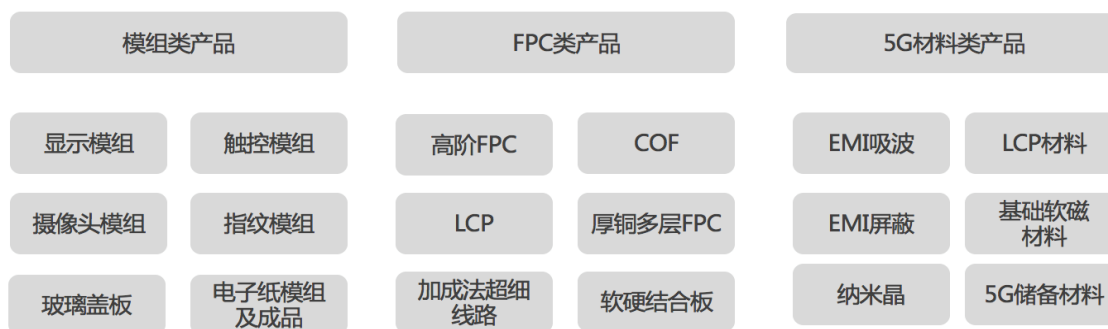 模组类产品
FPC类产品
5G材料类产品
显示模组
触控模组
高阶FPC
COF
EMI吸波
LCP材料
摄像头模组
指纹模组
LCP
厚铜多层FPC
EMI屏蔽
基础软磁
材料
玻璃盖板
电子纸模组
及成品
加成法超细
线路
软硬结合板
纳米晶
5G储备材料